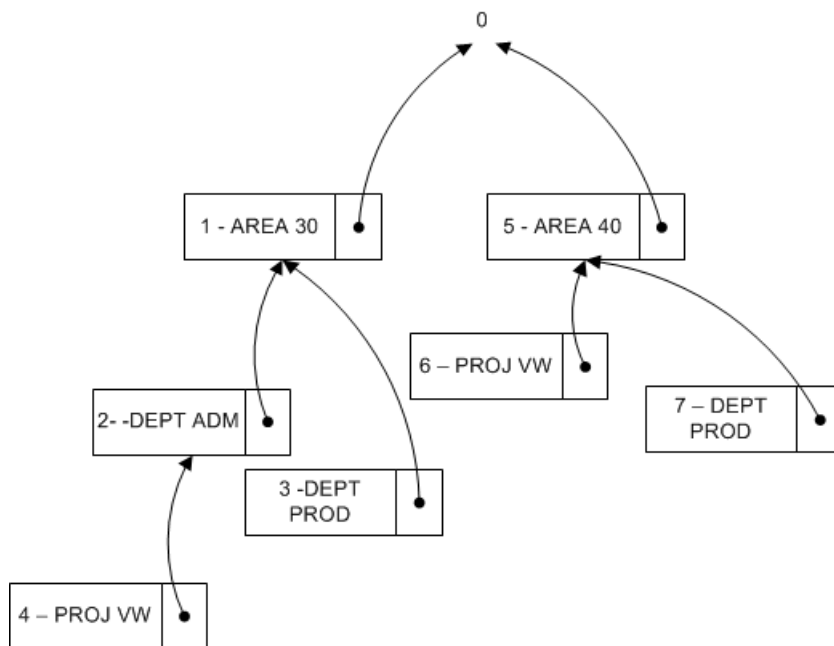 0
1 - AREA 30
5 - AREA 40
6 – PROJ VW
2- -DEPT ADM
7 – DEPT
PROD
3 -DEPT
PROD
4 – PROJ VW